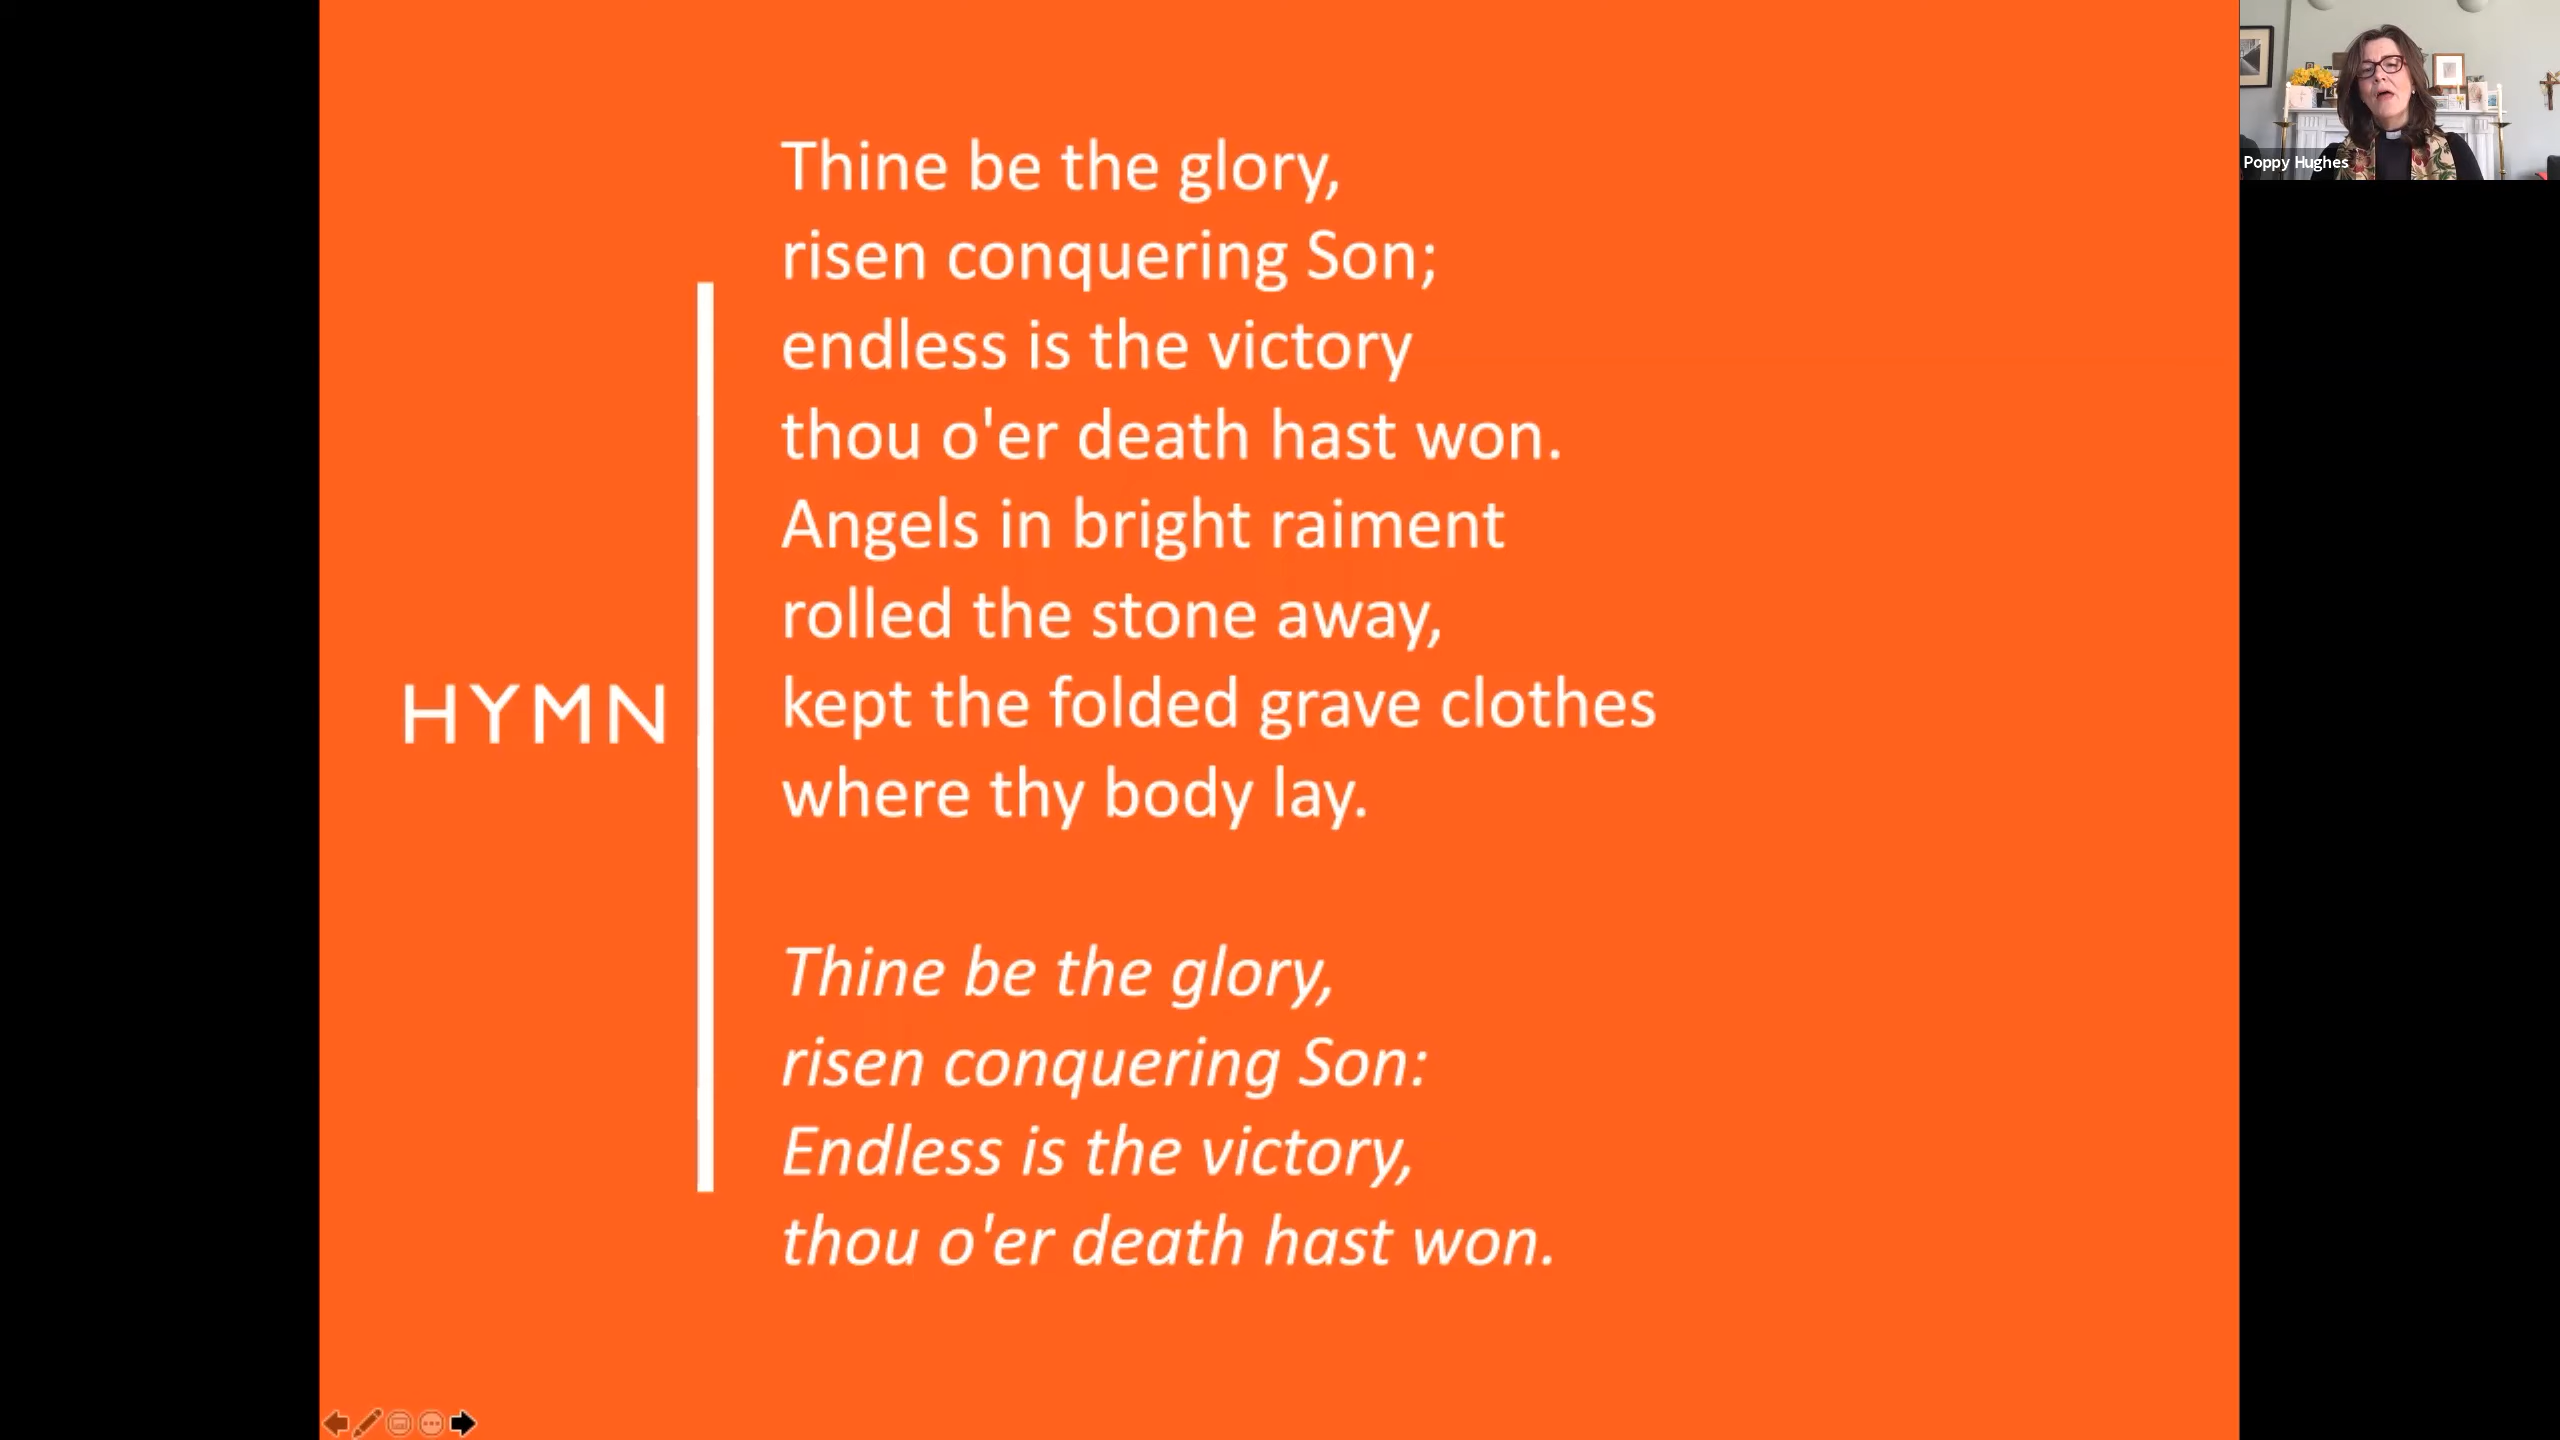 HYMN
Thine be the glory,
risen conquering Son;
endless is the victory
thou o'er death hast won.
Angels in bright raiment
rolled the stone away,
kept the folded grave clothes
where thy body lay.
Thine be the glory,
risen conquering Son:
Endless is the victory,
thou o'er death hast won.
Poppy Hughes